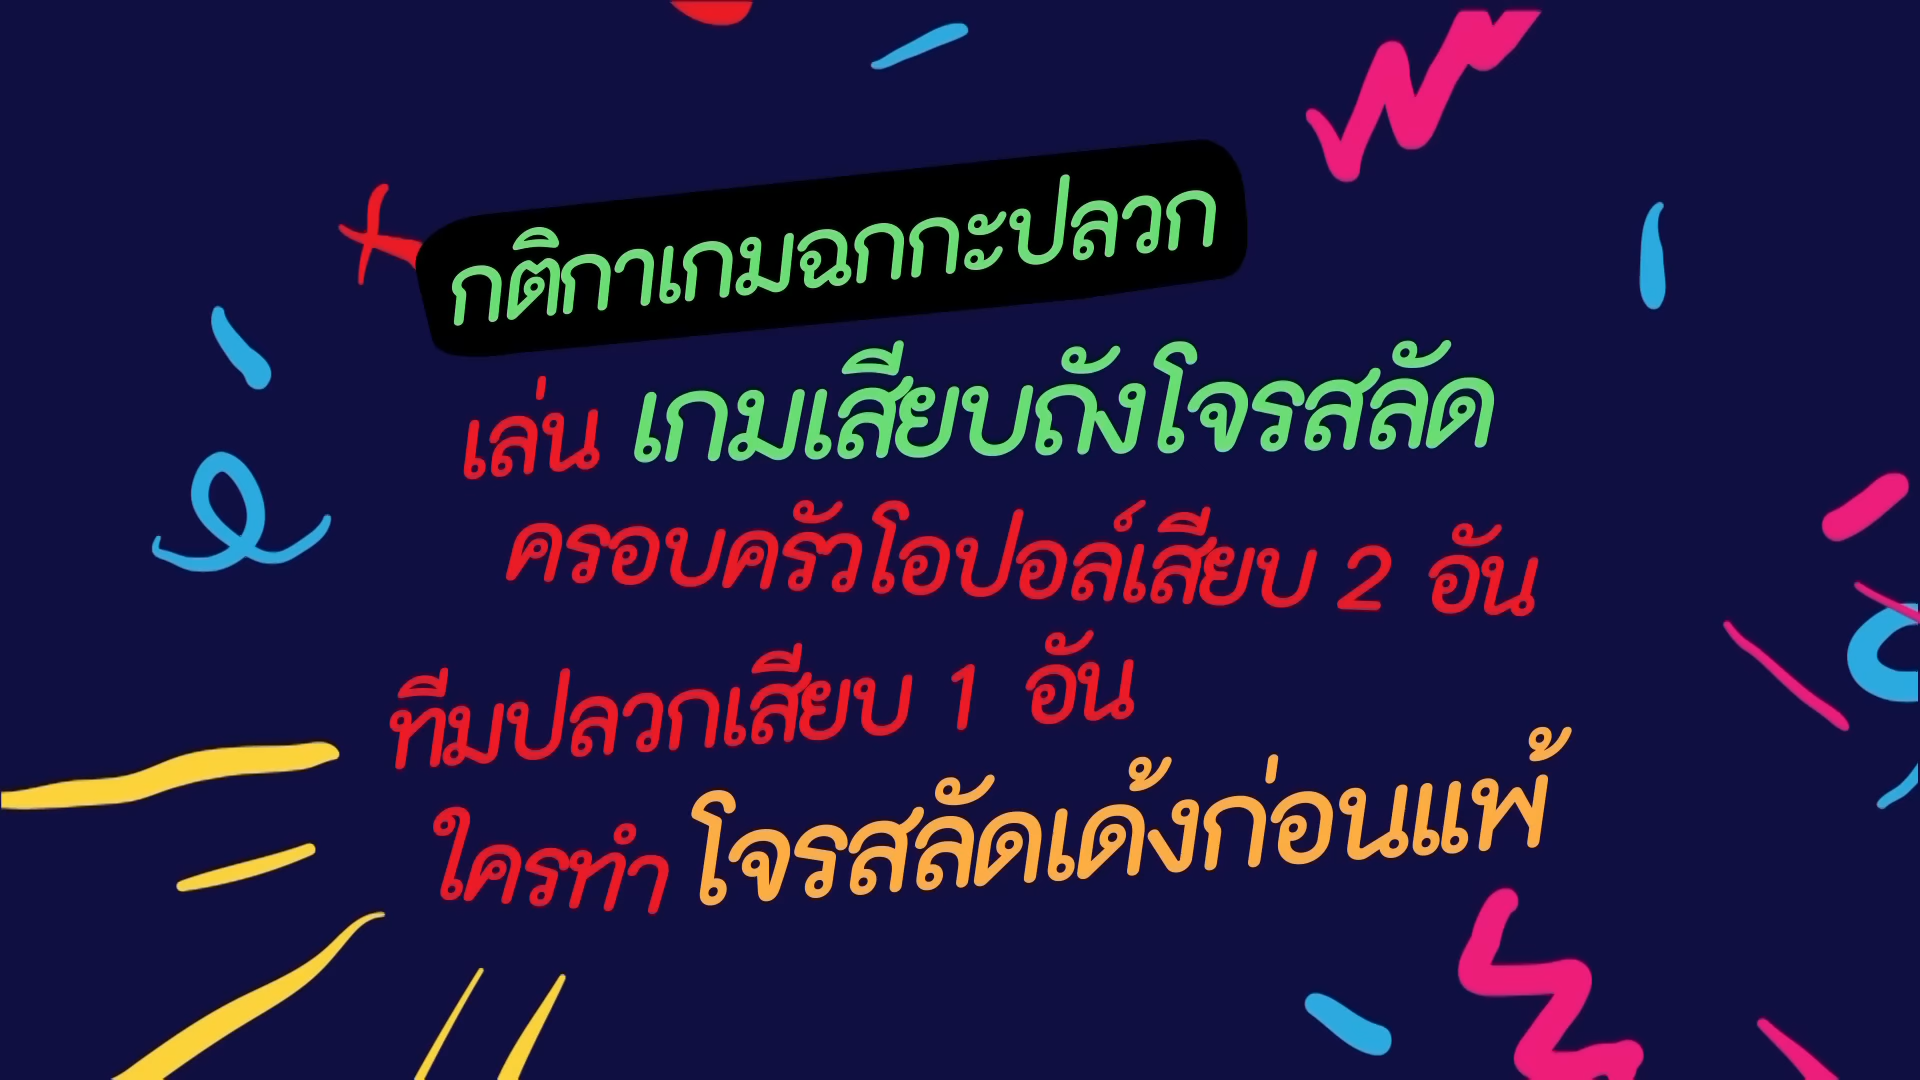 กติกาเกมฉกกะปลวก
เล่น เกมเสียบถังโจรสลัด
ครอบครัวโอปอล์เสียบ 2 อัน
ทีมปลวกเสียบ 1 อัน
ใครทำ โจรสลัดเด้งก่อนแพ้